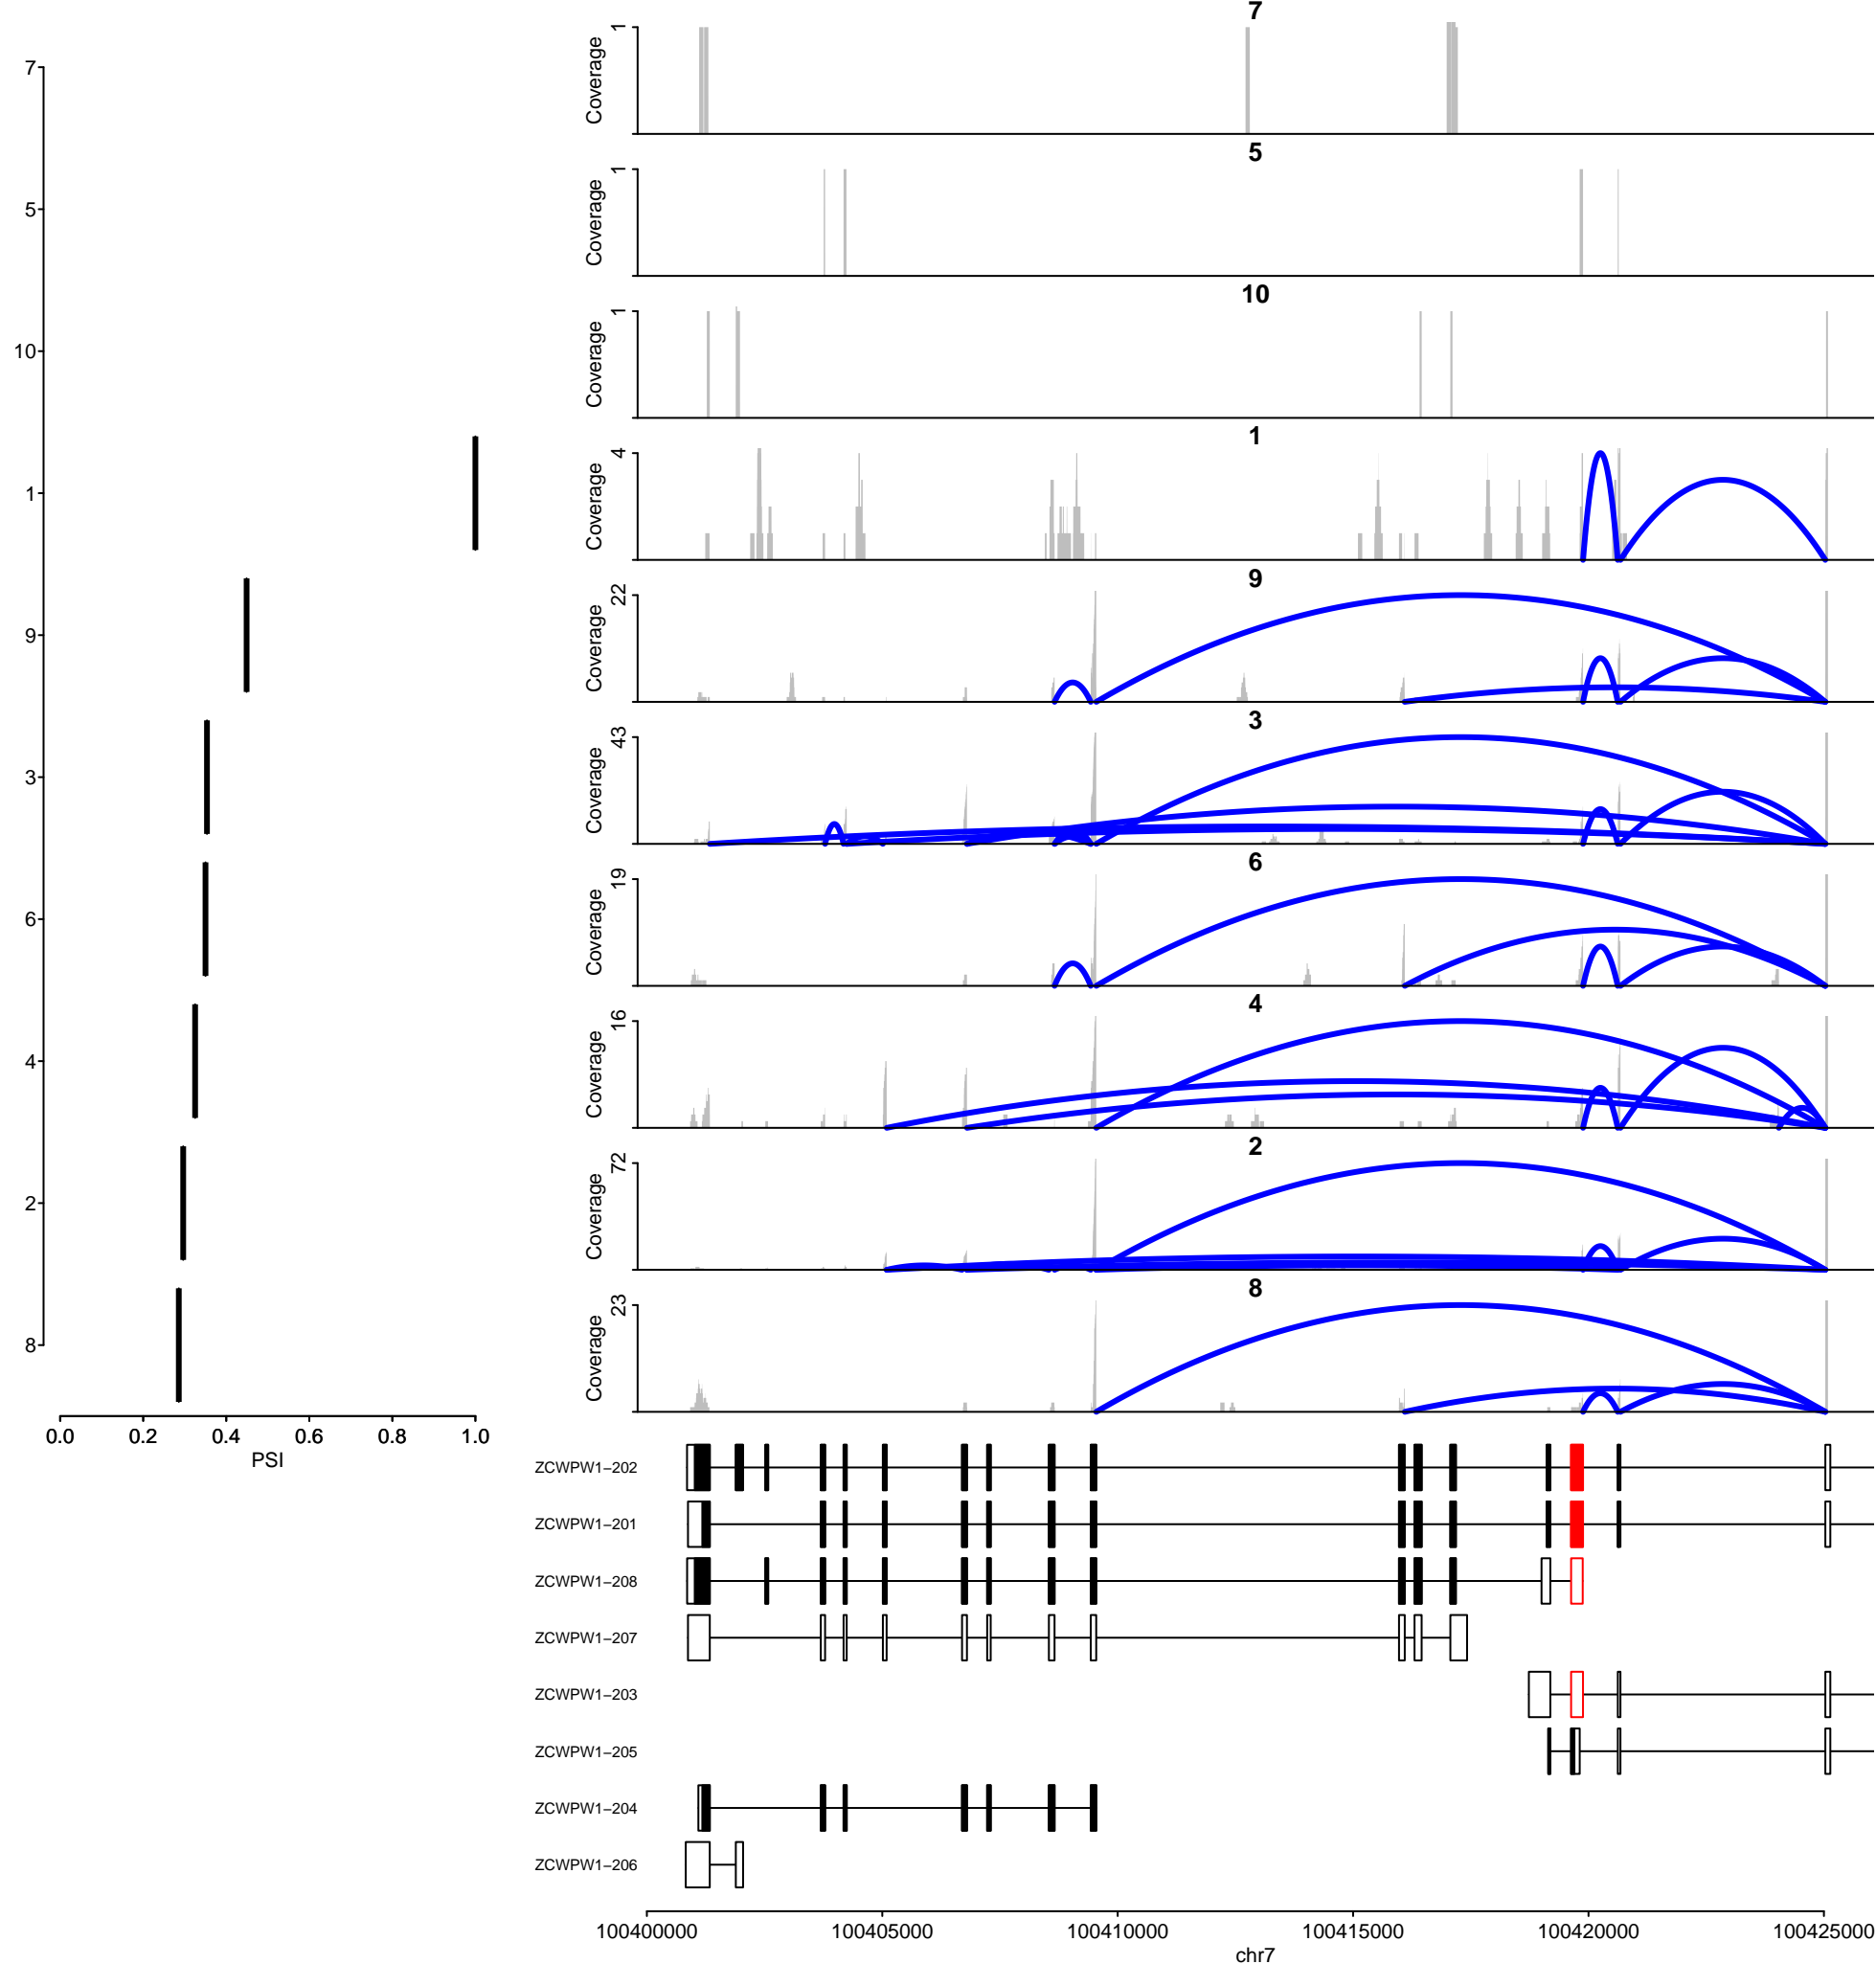 7
5
10
1
9
3
6
4
2
8
0.0 0.2 0.4 0.6 0.8 1.0
PSI
7
Coverage
1
5
Coverage
1
10
Coverage
1
1
Coverage
4
9
Coverage
22
3
Coverage
43
6
Coverage
19
4
Coverage
16
2
Coverage
72
8
Coverage
23
ZCWPW1−202
ZCWPW1−201
ZCWPW1−208
ZCWPW1−207
ZCWPW1−203
ZCWPW1−205
ZCWPW1−204
ZCWPW1−206
100400000 100405000 100410000 100415000 100420000 100425000
chr7